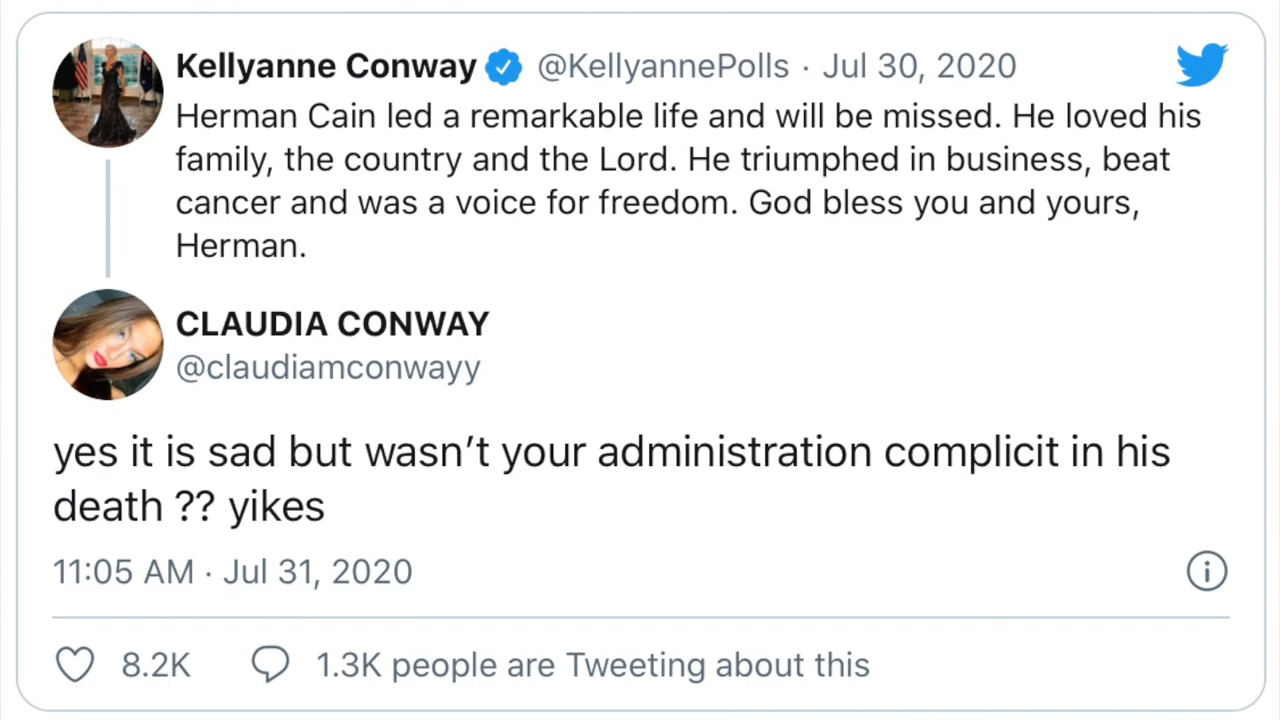 Kellyanne Conway @KellyannePolls · Jul 30, 2020
Herman Cain led a remarkable life and will be missed. He loved his
family, the country and the Lord. He triumphed in business, beat
cancer and was a voice for freedom. God bless you and yours,
Herman.
CLAUDIA CONWAY
@claudiamconwayy
yes it is sad but wasn’t your administration complicit in his
death ?? yikes
11:05 AM · Jul 31, 2020
8.2K 1.3K people are Tweeting about this